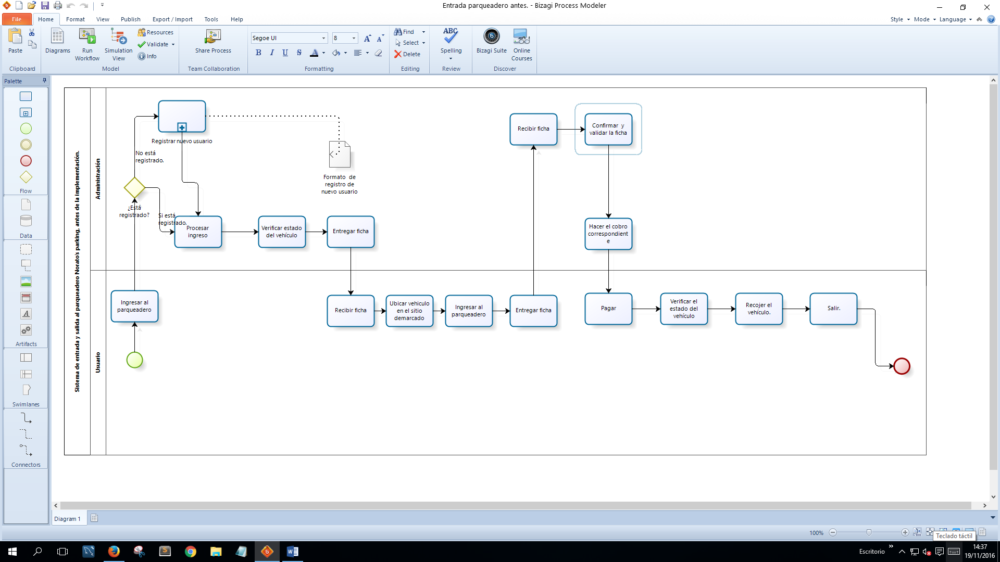 Entrada parqueadero antes. - Bizagi Process Modeler
File Home Format View Publish Export / Import Tools Help
Style Mode Language
Paste
Clipboard
Diagrams
Run
Workflow
Simulation
View
Resources
Validate
Info
Model
Share Process
Team Collaboration
Segoe UI 8
B I U S A
Formatting
Find
Select
Delete
Editing
ABC
Spelling
Review
Bizagi Suite
Online
Courses
Discover
Palette
Flow
Data
A
Artifacts
Swimlanes
Connectors
Sistema de entrada y salida al parqueadero Norato's parking, antes de la implementación.
Administración
Registrar nuevo usuario
No está
registrado.
¿Está
registrado?
Si está
registrado.
Formato de
registro de
nuevo usuario
Procesar
ingreso
Verificar estado
del vehículo
Entregar ficha
Recibir ficha
Confirmar y
validar la ficha
Hacer el cobro
correspondient
e
Usuario
Ingresar al
parqueadero
Recibir ficha
Ubicar vehiculo
en el sitio
demarcado
Ingresar al
parqueadero
Entregar ficha
Pagar
Verificar el
estado del
vehículo
Recojer el
vehículo.
Salir.
Diagram 1
100%
Teclado táctil
Escritorio
14:37
19/11/2016